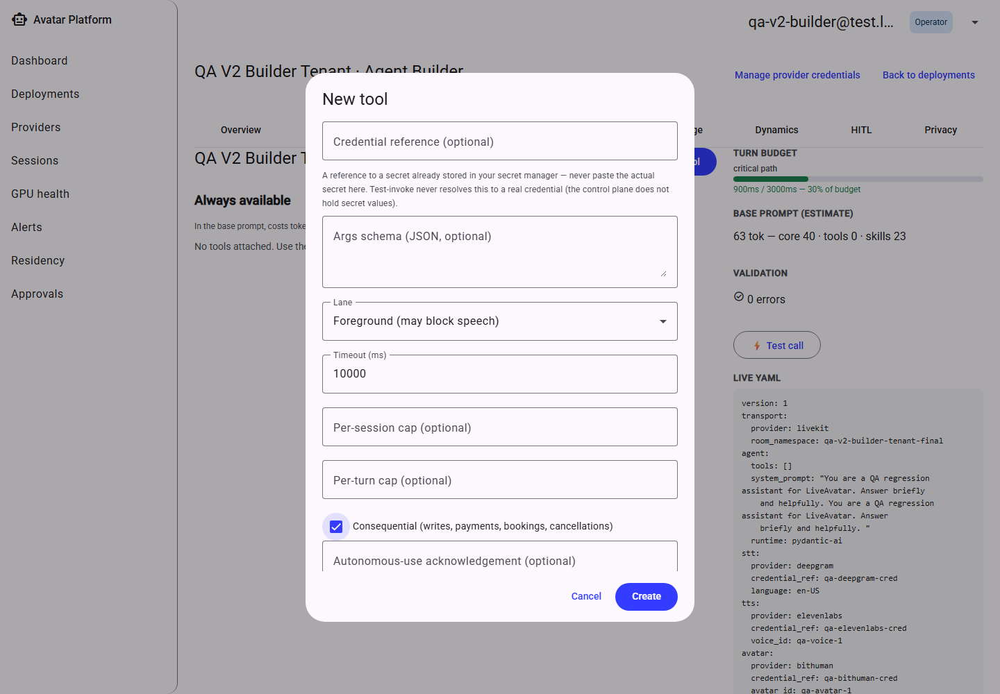 Avatar Platform
Dashboard
Deployments
Providers
Sessions
GPU health
Alerts
Residency
Approvals
qa-v2-builder@test.l...
Operator
QA V2 Builder Tenant · Agent Builder
Manage provider credentials
Back to deployments
Overview
Dynamics
HITL
Privacy
QA V2 Builder
Always available
In the base prompt, costs
No tools attached. Use
New tool
Credential reference (optional)
A reference to a secret already stored in your secret manager — never paste the actual
secret here. Test-invoke never resolves this to a real credential (the control plane does not
hold secret values).
Args schema (JSON, optional)
Lane
Foreground (may block speech)
Timeout (ms)
10000
Per-session cap (optional)
Per-turn cap (optional)
Consequential (writes, payments, bookings, cancellations)
Autonomous-use acknowledgement (optional)
Cancel
Create
TURN BUDGET
critical path
900ms / 3000ms — 30% of budget
BASE PROMPT (ESTIMATE)
63 tok — core 40 · tools 0 · skills 23
VALIDATION
0 errors
Test call
LIVE YAML
version: 1
transport:
provider: livekit
room_namespace: qa-v2-builder-tenant-final
agent:
tools: []
system_prompt: "You are a QA regression
assistant for LiveAvatar. Answer briefly
and helpfully. You are a QA regression
assistant for LiveAvatar. Answer
briefly and helpfully. "
runtime: pydantic-ai
stt:
provider: deepgram
credential_ref: qa-deepgram-cred
language: en-US
tts:
provider: elevenlabs
credential_ref: qa-elevenlabs-cred
voice_id: qa-voice-1
avatar:
provider: bithuman
credential_ref: qa-bithuman-cred
avatar_id: qa-avatar-1